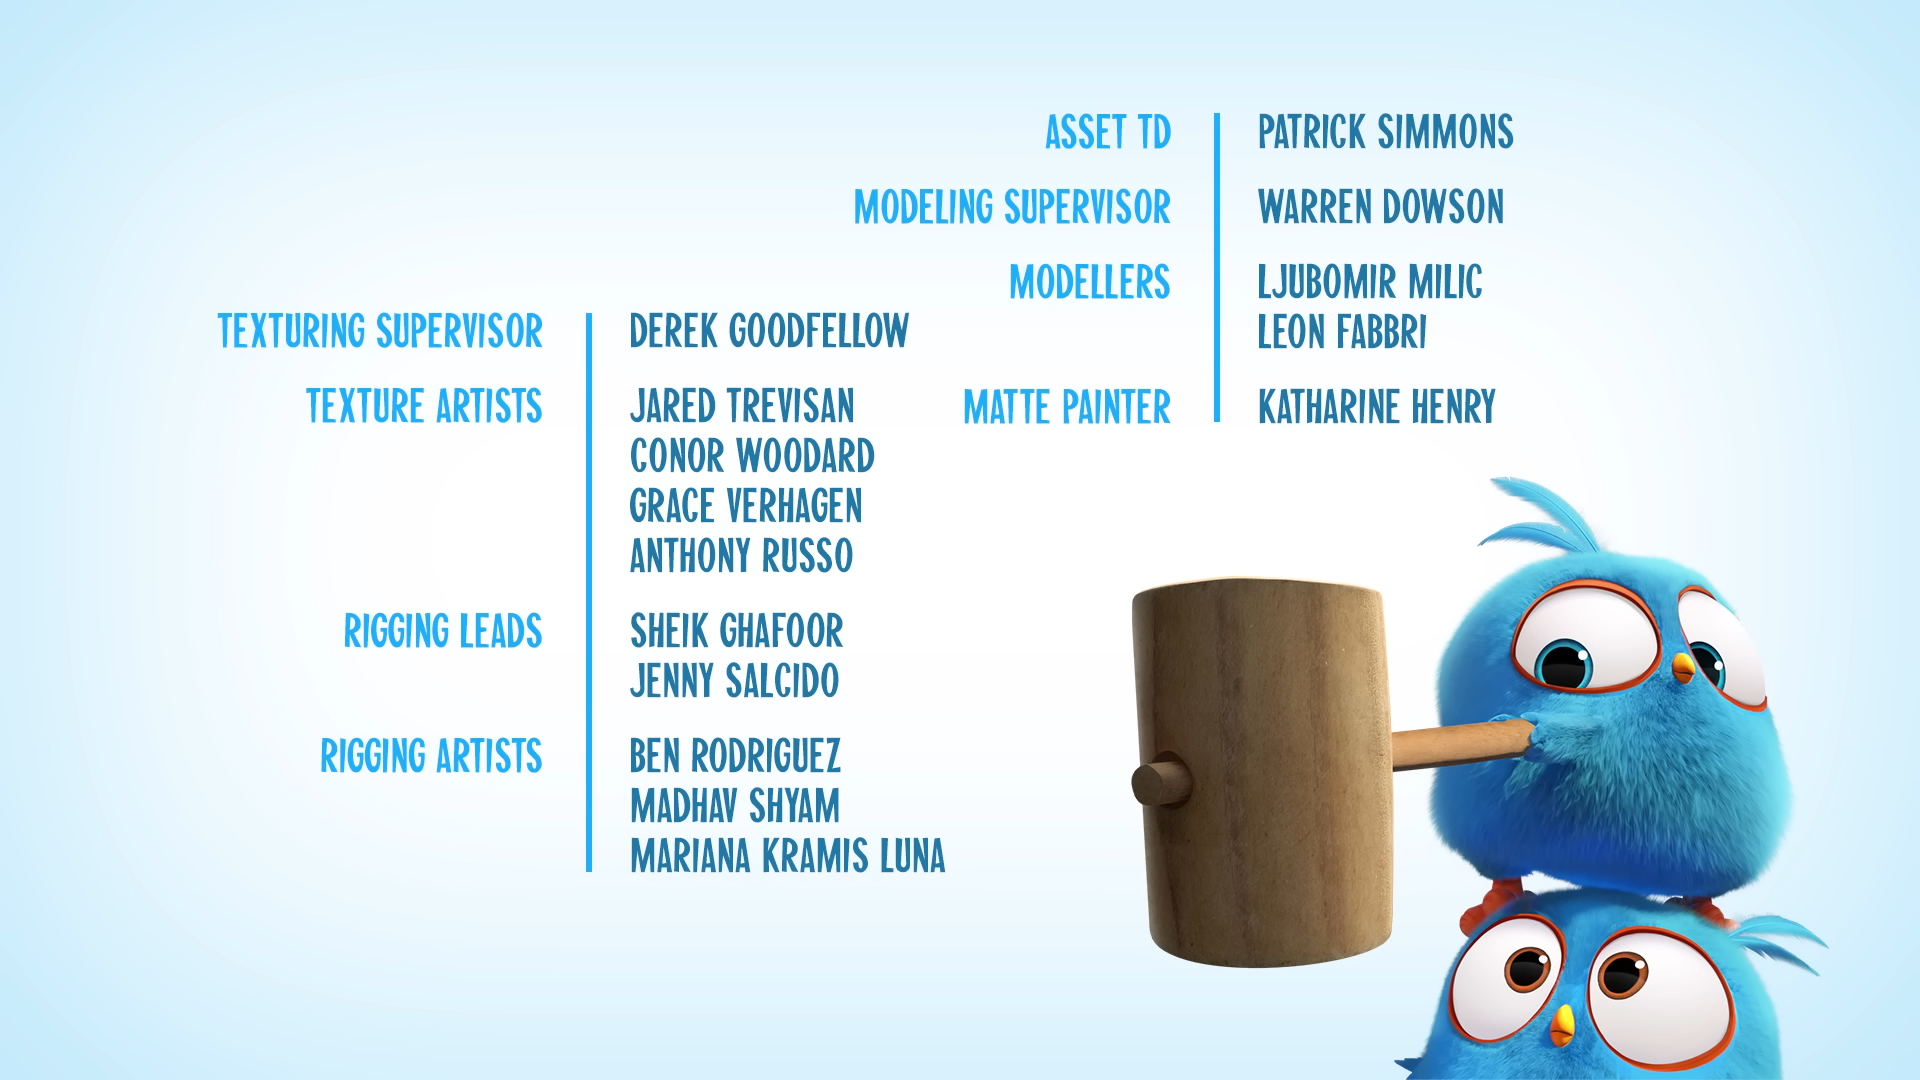 ASSET TD PATRICK SIMMONS
MODELING SUPERVISOR WARREN DOWSON
MODELLERS LJUBOMIR MILIC
LEON FABBRI
MATTE PAINTER KATHARINE HENRY
TEXTURING SUPERVISOR DEREK GOODFELLOW
TEXTURE ARTISTS JARED TREVISAN
CONOR WOODARD
GRACE VERHAGEN
ANTHONY RUSSO
RIGGING LEADS SHEIK GHAFOOR
JENNY SALCIDO
RIGGING ARTISTS BEN RODRIGUEZ
MADHAV SHYAM
MARIANA KRAMIS LUNA